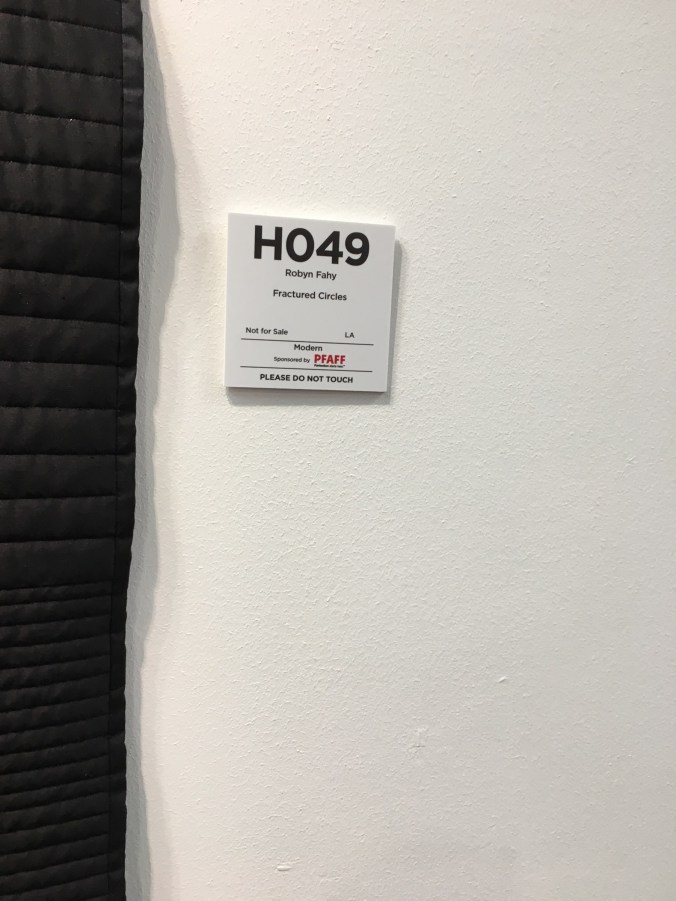 H049
Robyn Fahy
Fractured Circles
Not for Sale LA
Modern
Sponsored by PFAFF
PLEASE DO NOT TOUCH